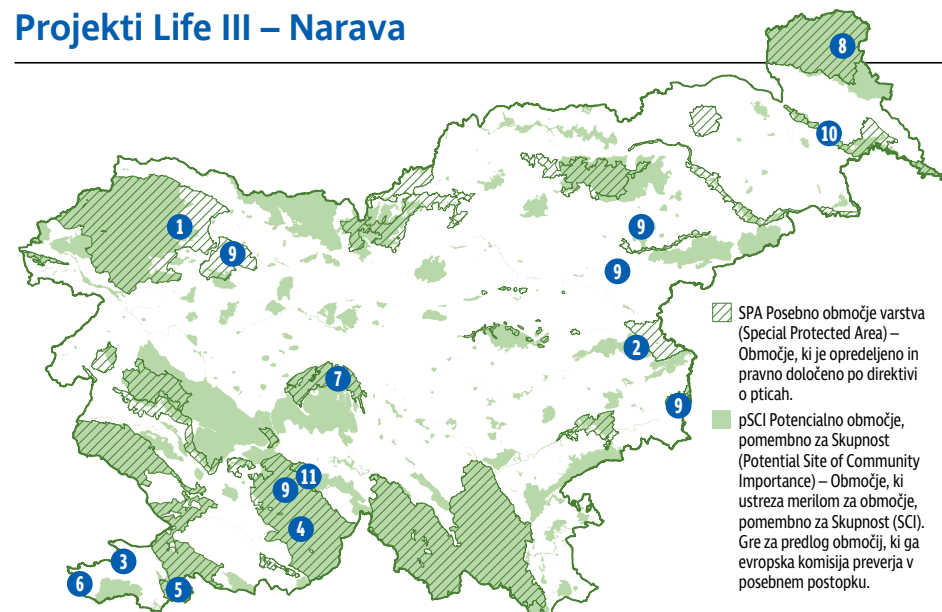 Projekti Life III – Narava
8
10
1
9
9
9
2
7
9
11
9
4
3
6
5
SPA Posebno območje varstva
(Special Protected Area) –
Območje, ki je opredeljeno in
pravno določeno po direktivi
o pticah.
pSCI Potencialno območje,
pomembno za Skupnost
(Potential Site of Community
Importance) – Območje, ki
ustreza merilom za območje,
pomembno za Skupnost (SCI).
Gre za predlog območij, ki ga
evropska komisija preverja v
posebnem postopku.